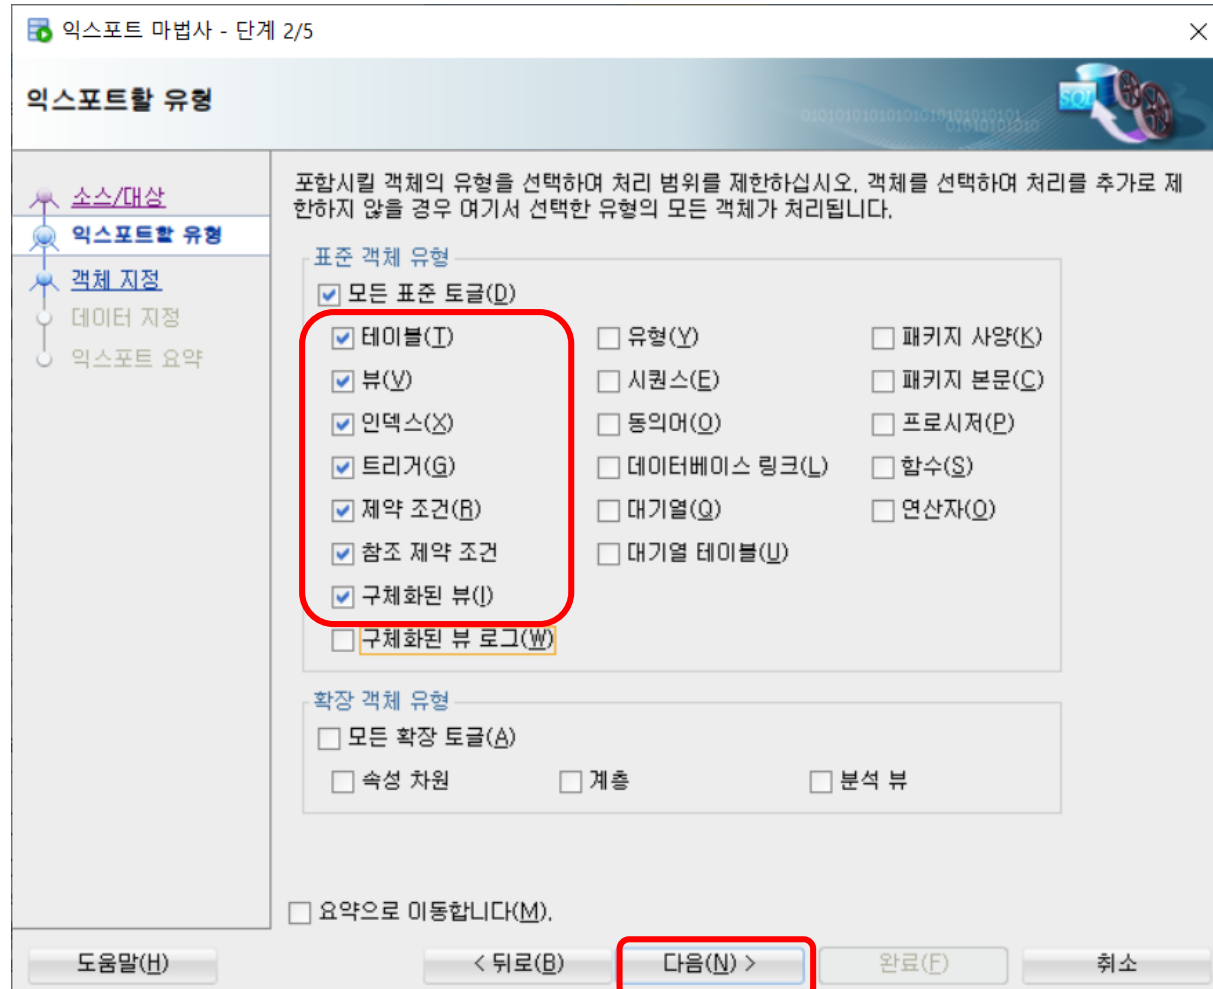 익스포트 마법사 - 단계 2/5
익스포트할 유형
SQL
소스/대상
익스포트할 유형
객체 지정
데이터 지정
익스포트 요약
포함시킬 객체의 유형을 선택하여 처리 범위를 제한하십시오. 객체를 선택하여 처리를 추가로 제
한하지 않을 경우 여기서 선택한 유형의 모든 객체가 처리됩니다.
표준 객체 유형
모든 표준 토글(D)
테이블(T) 유형(Y) 패키지 사양(K)
뷰(V) 시퀀스(E) 패키지 본문(C)
인덱스(X) 동의어(O) 프로시저(P)
트리거(G) 데이터베이스 링크(L) 함수(S)
제약 조건(R) 대기열(Q) 연산자(O)
참조 제약 조건 대기열 테이블(U)
구체화된 뷰(I)
구체화된 뷰 로그(W)
확장 객체 유형
모든 확장 토글(A)
속성 차원 계층 분석 뷰
요약으로 이동합니다(M).
도움말(H) < 뒤로(B) 다음(N) > 완료(F) 취소